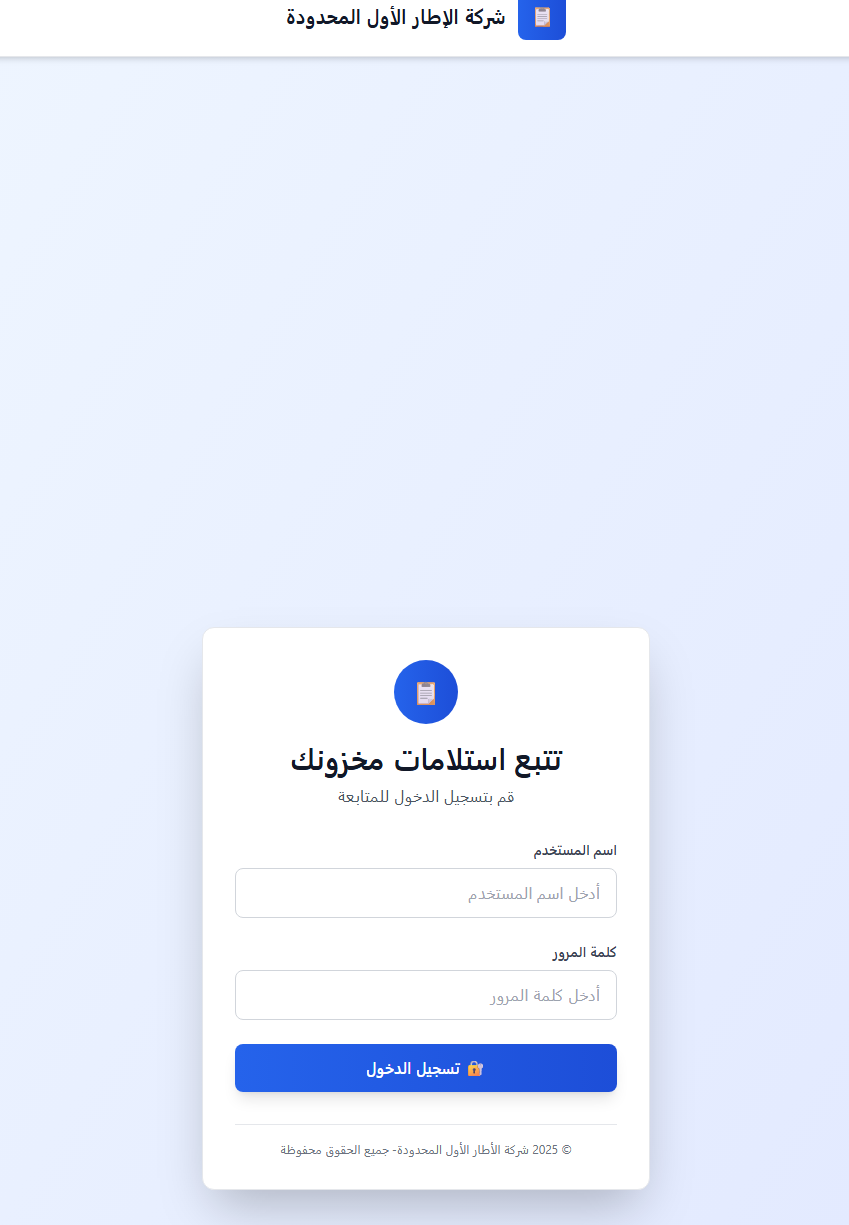 شركة الإطار الأول المحدودة
تتتبع استلامات مخزونك
قم بتسجيل الدخول للمتابعة
اسم المستخدم
أدخل اسم المستخدم
كلمة المرور
أدخل كلمة المرور
🔐 تسجيل الدخول
© 2025 شركة الأطار الأول المحدودة- جميع الحقوق محفوظة